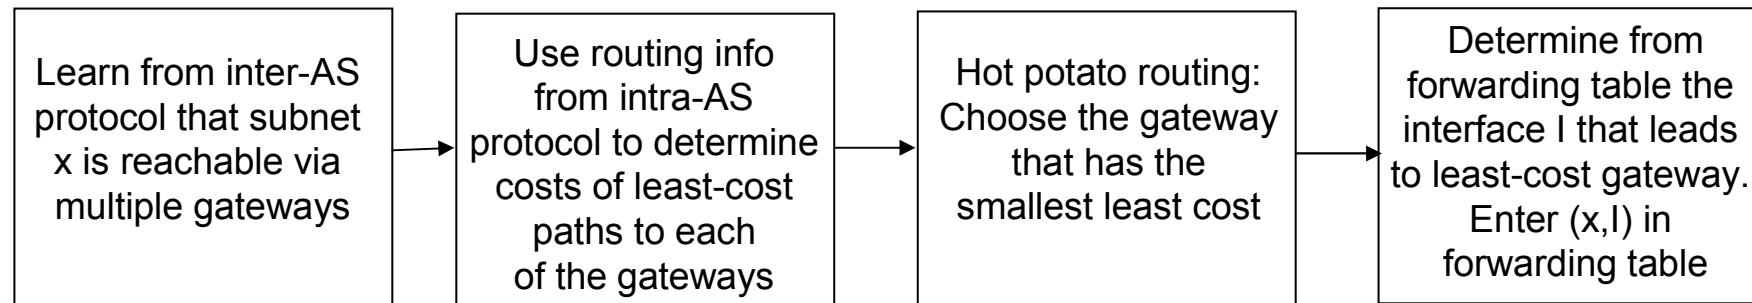 Learn from inter-AS
protocol that subnet
x is reachable via
multiple gateways
Use routing info
from intra-AS
protocol to determine
costs of least-cost
paths to each
of the gateways
Hot potato routing:
Choose the gateway
that has the
smallest least cost
Determine from
forwarding table the
interface I that leads
to least-cost gateway.
Enter (x,I) in
forwarding table